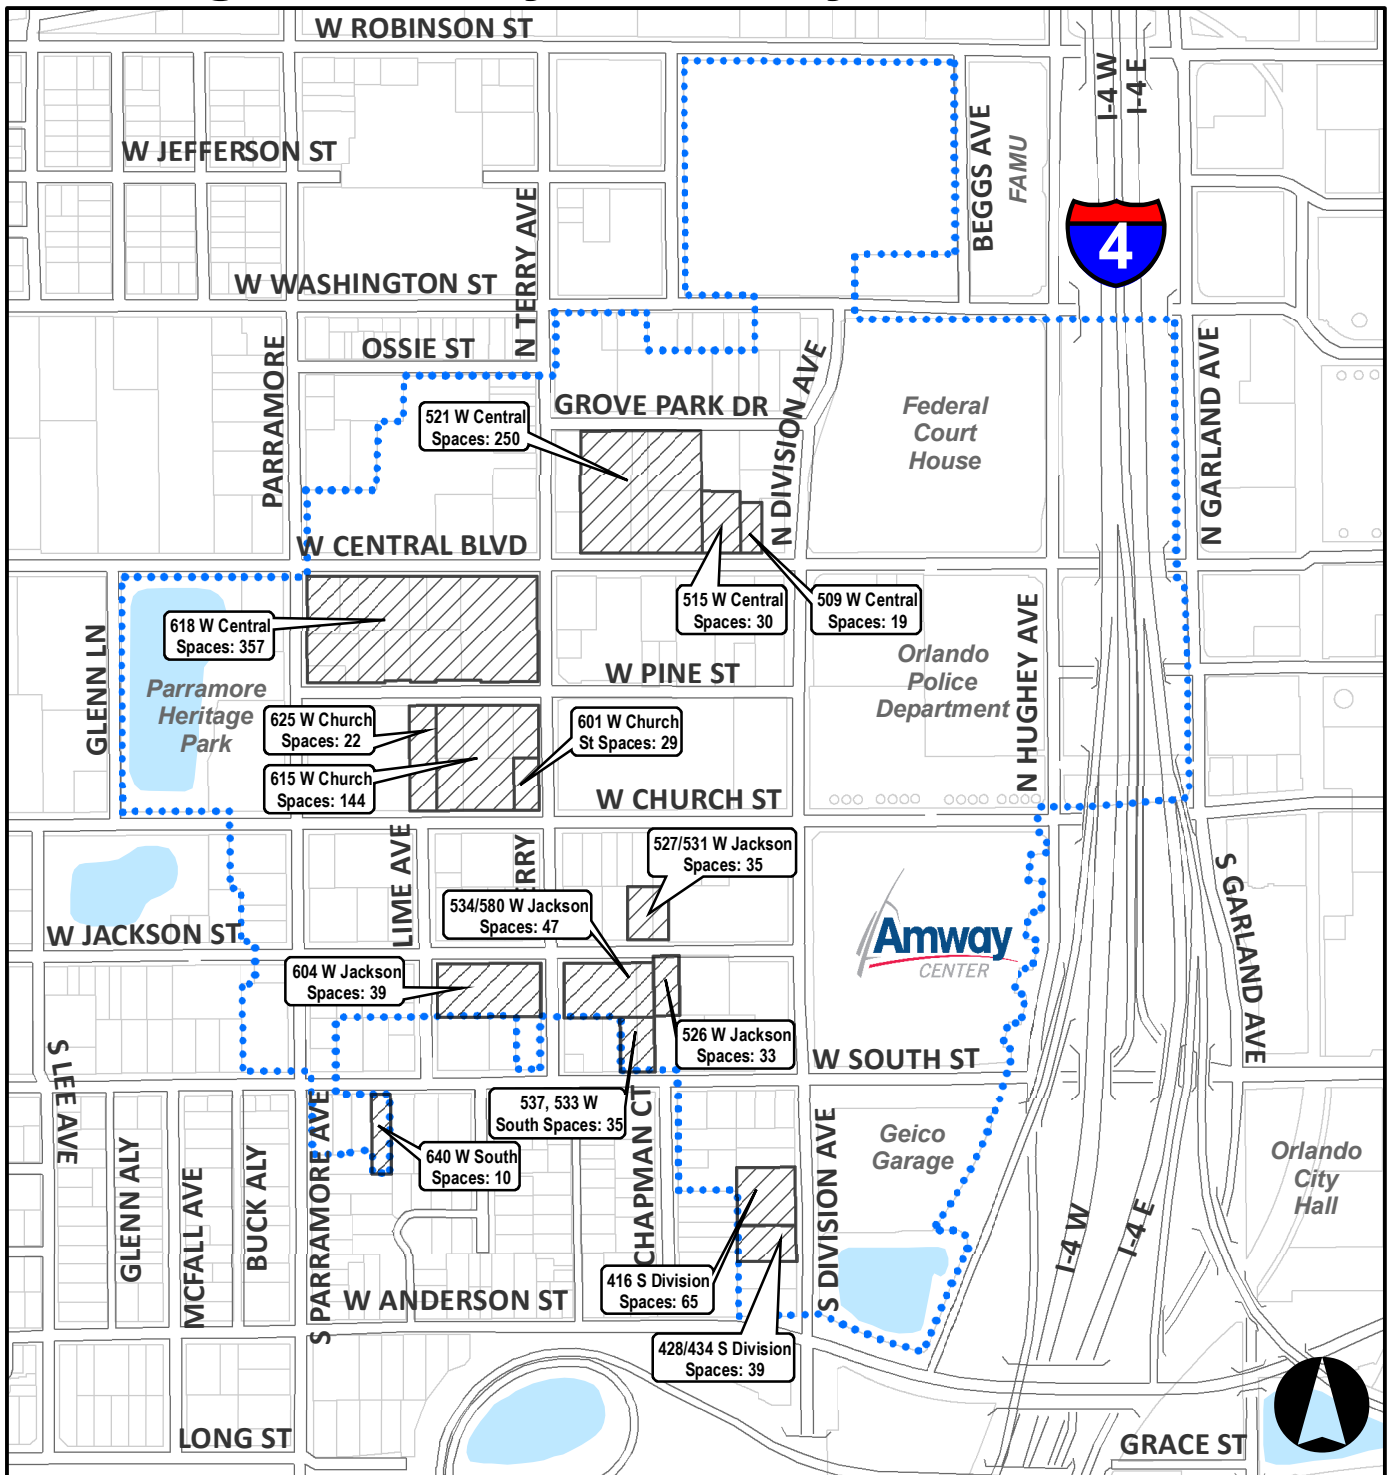 W ROBINSON ST
I-4 W
I-4 E
W JEFFERSON ST
BEGGS AVE
FAMU
4
N TERRY AVE
W WASHINGTON ST
OSSIE ST
PARRAMORE
N GARLAND AVE
N DIVISION AVE
GROVE PARK DR
521 W Central
Spaces: 250
Federal
Court
House
W CENTRAL BLVD
515 W Central
Spaces: 30
509 W Central
Spaces: 19
618 W Central
Spaces: 357
GLENN LN
W PINE ST
Orlando
Police
Department
N HUGHEY AVE
Parramore
Heritage
Park
625 W Church
Spaces: 22
601 W Church
St Spaces: 29
615 W Church
Spaces: 144
W CHURCH ST
LIME AVE
ERRY
527/531 W Jackson
Spaces: 35
534/580 W Jackson
Spaces: 47
W JACKSON ST
Amway
CENTER
S GARLAND AVE
604 W Jackson
Spaces: 39
526 W Jackson
Spaces: 33
W SOUTH ST
S LEE AVE
537, 533 W
South Spaces: 35
640 W South
Spaces: 10
GLENN ALY
MCFALL AVE
BUCK ALY
S PARRAMORE AVE
CHAPMAN CT
S DIVISION AVE
Geico
Garage
Orlando
City
Hall
I-4 W
I-4 E
416 S Division
Spaces: 65
W ANDERSON ST
428/434 S Division
Spaces: 39
LONG ST
GRACE ST